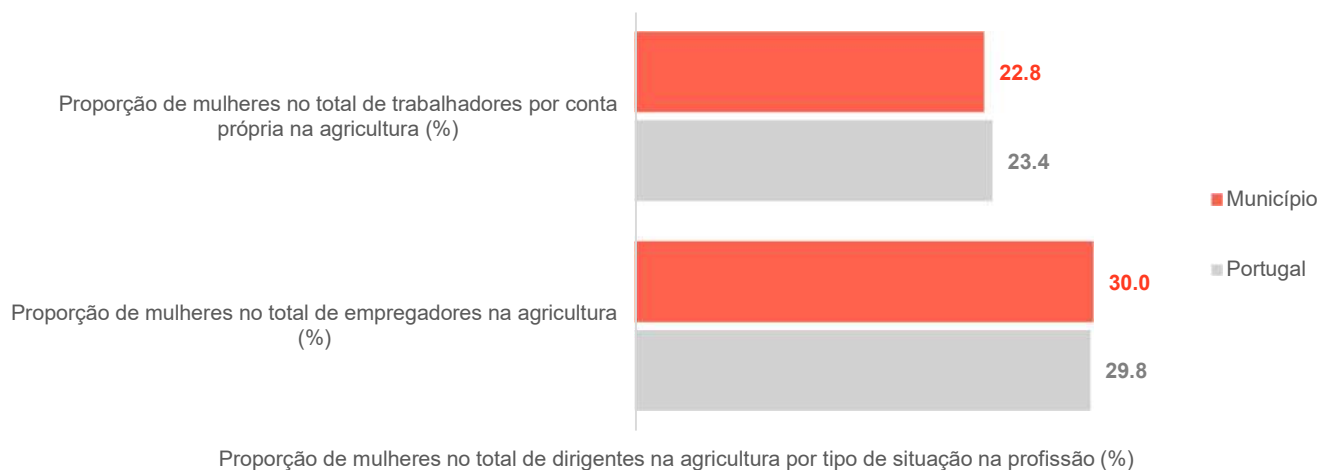 Proporção de mulheres no total de trabalhadores por conta
própria na agricultura (%)
22.8
23.4
Proporção de mulheres no total de empregadores na agricultura
(%)
30.0
29.8
Município
Portugal
Proporção de mulheres no total de dirigentes na agricultura por tipo de situação na profissão (%)